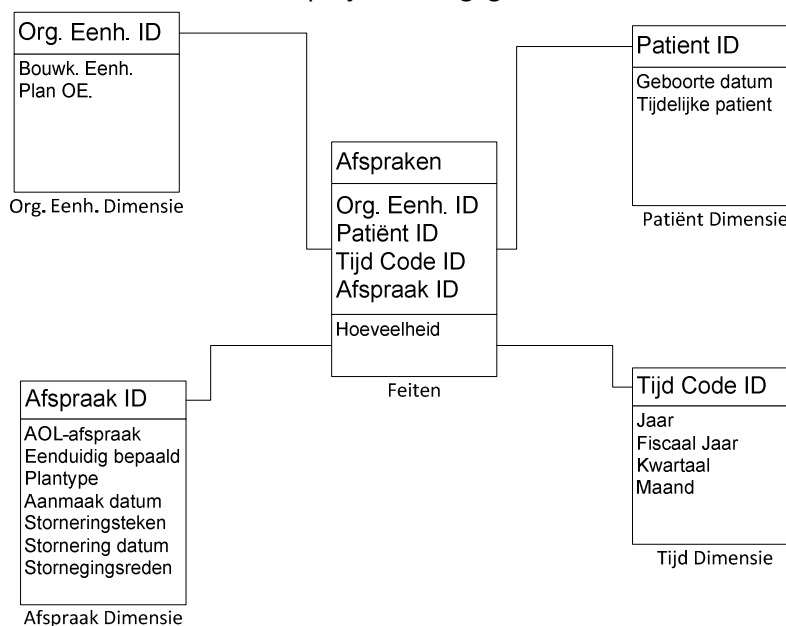 Org. Eenh. ID
Bouwk. Eenh.
Plan OE.
Org. Eenh. Dimensie
Patient ID
Geboorte datum
Tijdelijke patient
Patiënt Dimensie
Afspraken
Org. Eenh. ID
Patiënt ID
Tijd Code ID
Afspraak ID
Hoeveelheid
Feiten
Afspraak ID
AOL-afspraak
Eenduidig bepaald
Plantype
Aanmaak datum
Storneringsteken
Stornering datum
Stornegingsreden
Afspraak Dimensie
Tijd Code ID
Jaar
Fiscaal Jaar
Kwartaal
Maand
Tijd Dimensie